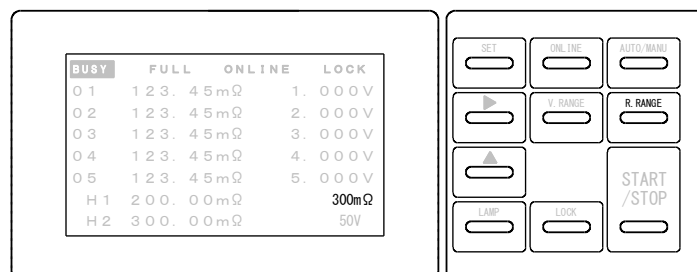 BUSY FULL ONLINE LOCK
01 123.45mΩ 1.000V
02 123.45mΩ 2.000V
03 123.45mΩ 3.000V
04 123.45mΩ 4.000V
05 123.45mΩ 5.000V
H1 200.00mΩ 300mΩ
H2 300.00mΩ 50V
SET ONLINE AUTO/MANU
V.RANGE R.RANGE
START
/STOP
LAMP LOCK